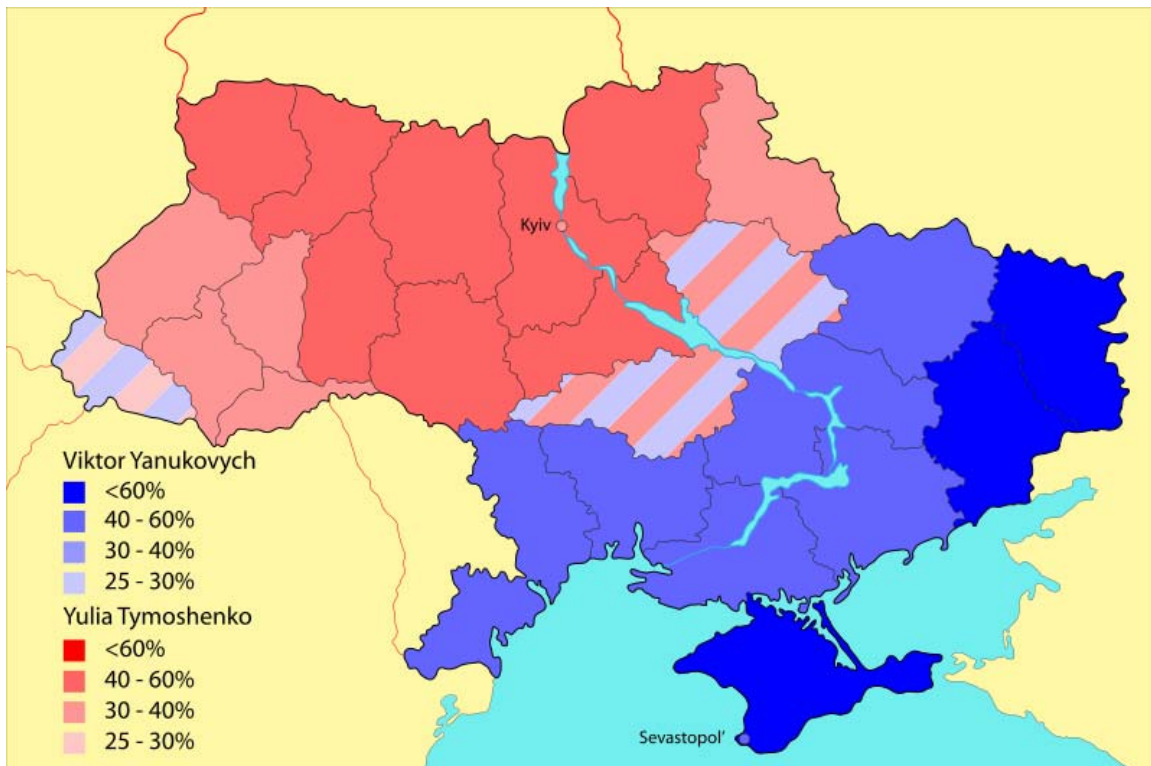 Kyiv
Viktor Yanukovych
<60%
40 - 60%
30 - 40%
25 - 30%
Yulia Tymoshenko
<60%
40 - 60%
30 - 40%
25 - 30%
Sevastopol'